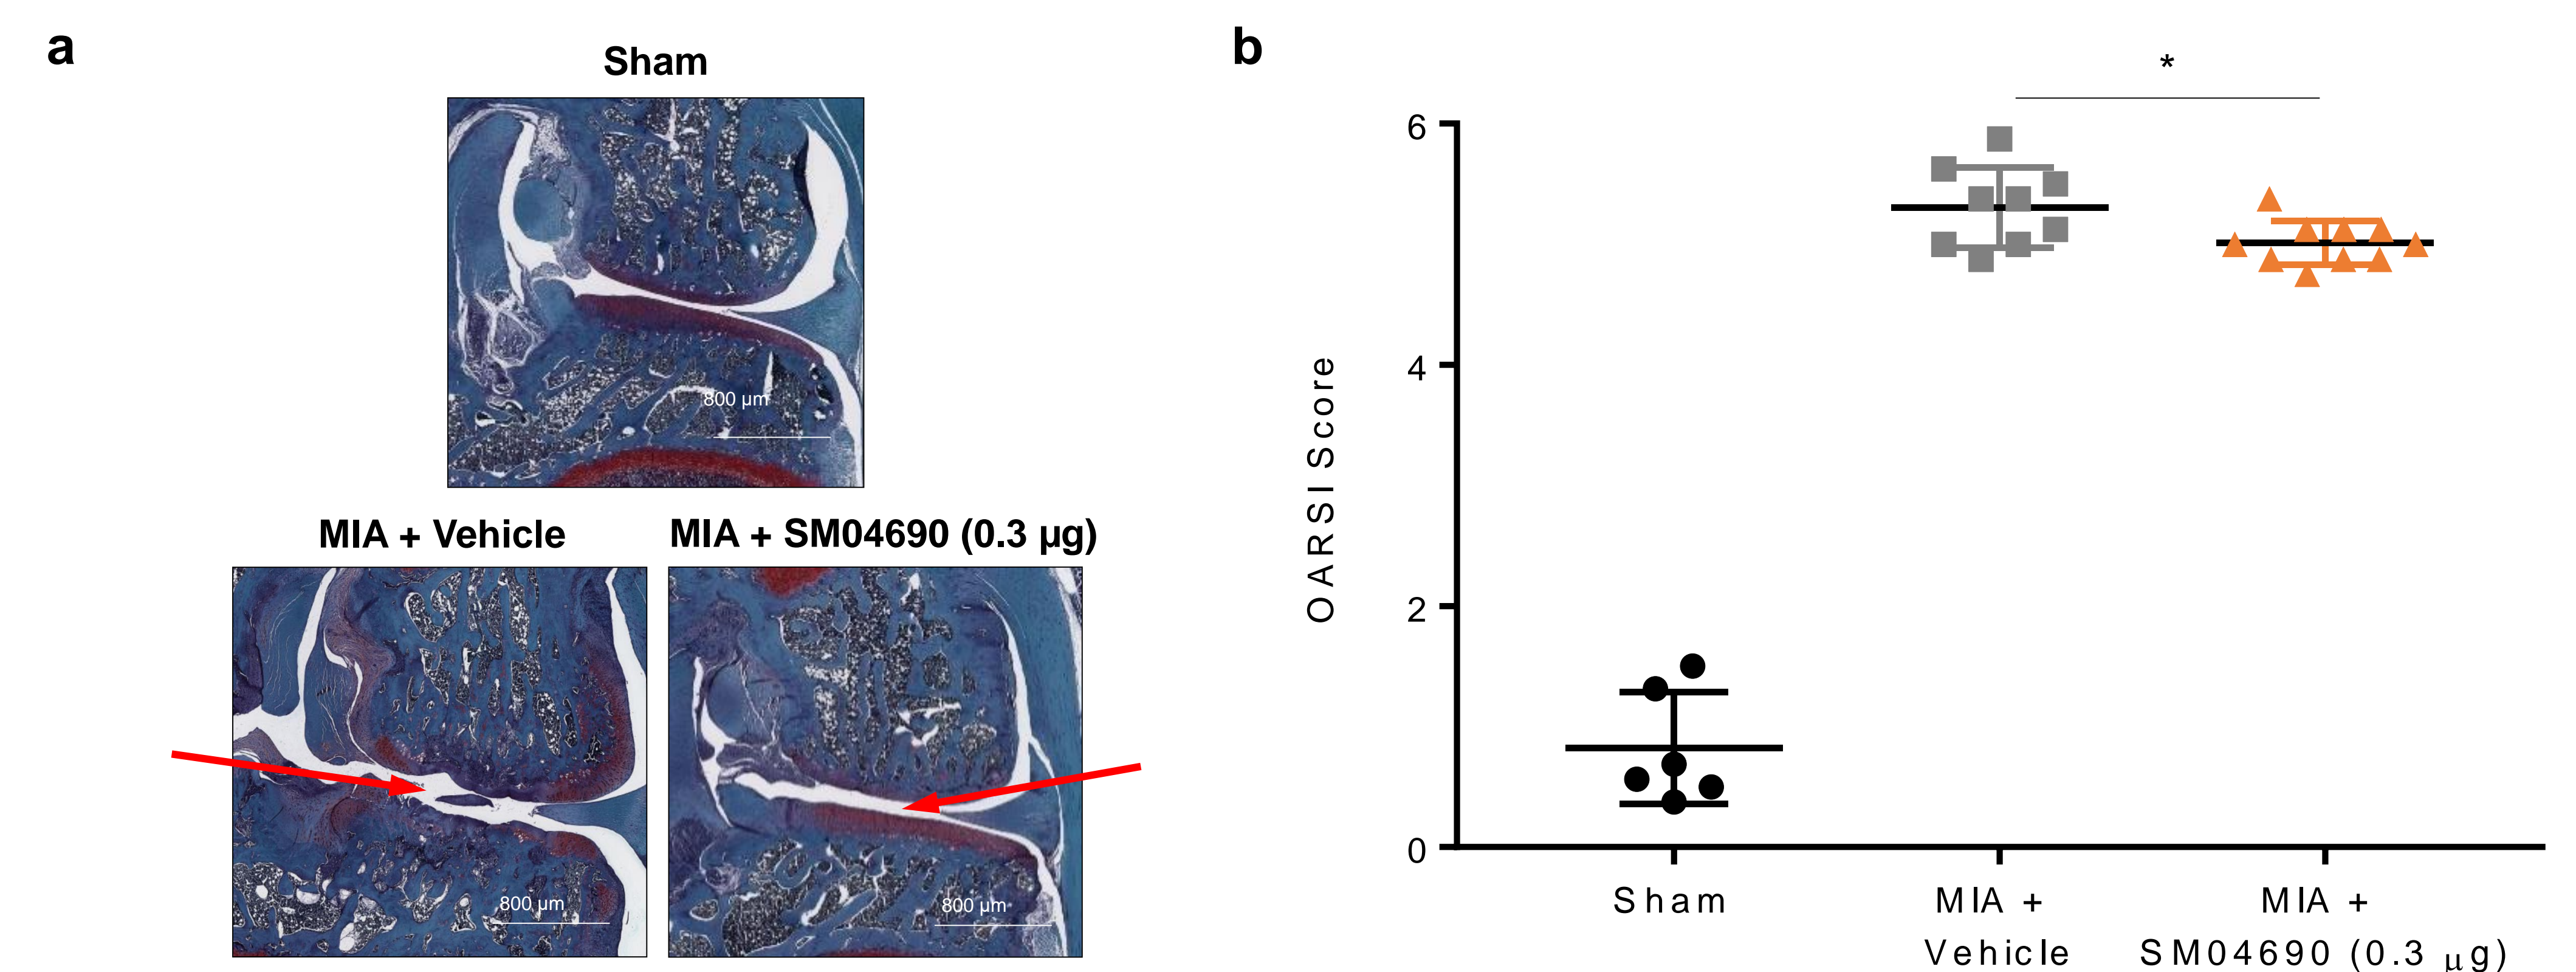 a
Sham
800 µm
MIA + Vehicle
MIA + SM04690 (0.3 µg)
800 µm
800 µm
b
*
6
4
2
0
OARSI Score
Sham
MIA +
Vehicle
MIA +
SM04690 (0.3 µg)